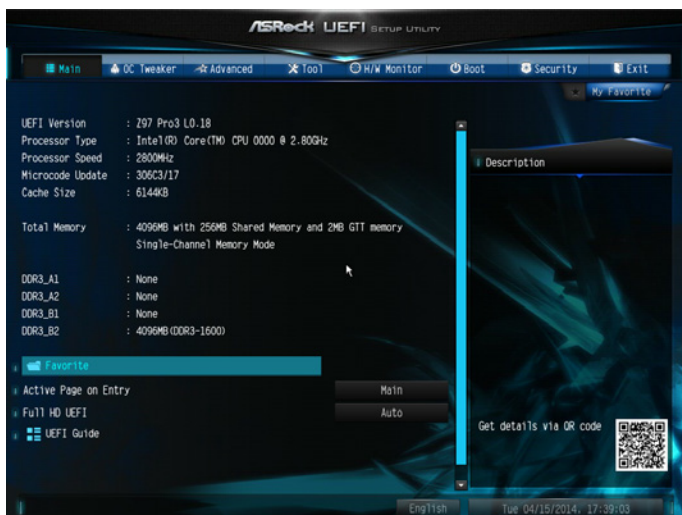 ASRock UEFI SETUP UTILITY
Main OC Tweaker Advanced Tool H/W Monitor Boot Security Exit
My Favorite
UEFI Version : Z97 Pro3 L0.18
Processor Type : Intel(R) Core(TM) CPU 0000 @ 2.80GHz
Processor Speed : 2800MHz
Microcode Update : 306C3/17
Cache Size : 6144KB
Total Memory : 4096MB with 256MB Shared Memory and 2MB GTT memory
Single-Channel Memory Mode
DDR3_A1 : None
DDR3_A2 : None
DDR3_B1 : None
DDR3_B2 : 4096MB(DDR3-1600)
Favorite
Active Page on Entry Main
Full HD UEFI Auto
UEFI Guide
Description
Get details via QR code
English Tue 04/15/2014. 17:39:03